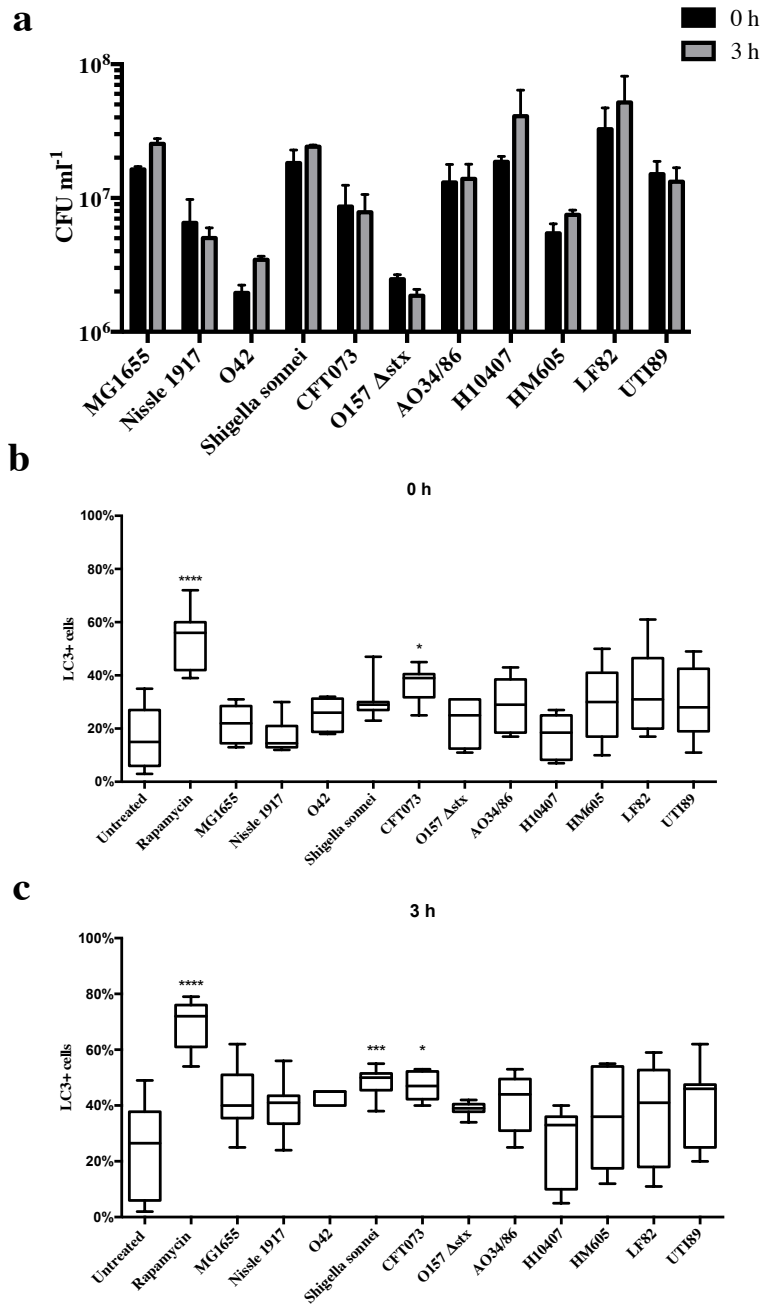 a
0 h
3 h
10^8
10^7
10^6
CFU ml^-1
MG1655
Nissle 1917
O42
Shigella sonnei
CFT073
O157 Δstx
AO34/86
H10407
HM605
LF82
UTI89
b
0 h
100%
80%
60%
40%
20%
0%
LC3+ cells
****
*
Untreated
Rapamycin
MG1655
Nissle 1917
O42
Shigella sonnei
CFT073
O157 Δstx
AO34/86
H10407
HM605
LF82
UTI89
c
3 h
100%
80%
60%
40%
20%
0%
LC3+ cells
****
***
*
Untreated
Rapamycin
MG1655
Nissle 1917
O42
Shigella sonnei
CFT073
O157 Δstx
AO34/86
H10407
HM605
LF82
UTI89